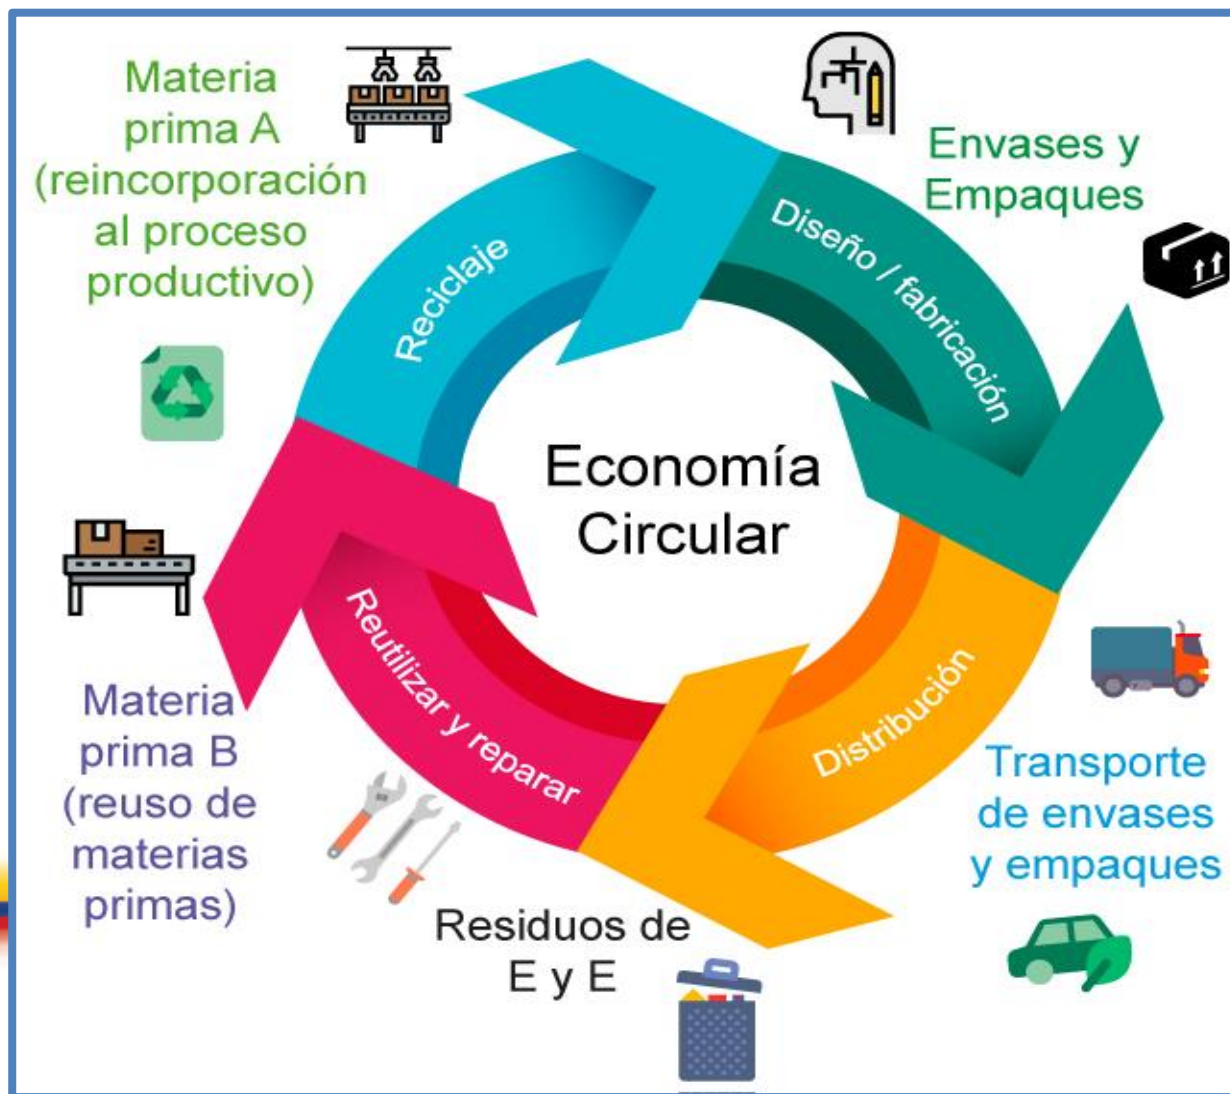 Materia
prima A
(reincorporación
al proceso
productivo)
Envases y
Empaques
Reciclaje
Diseño / fabricación
Economía
Circular
Reutilizar y reparar
Distribución
Materia
prima B
(reuso de
materias
primas)
Transporte
de envases
y empaques
Residuos de
E y E